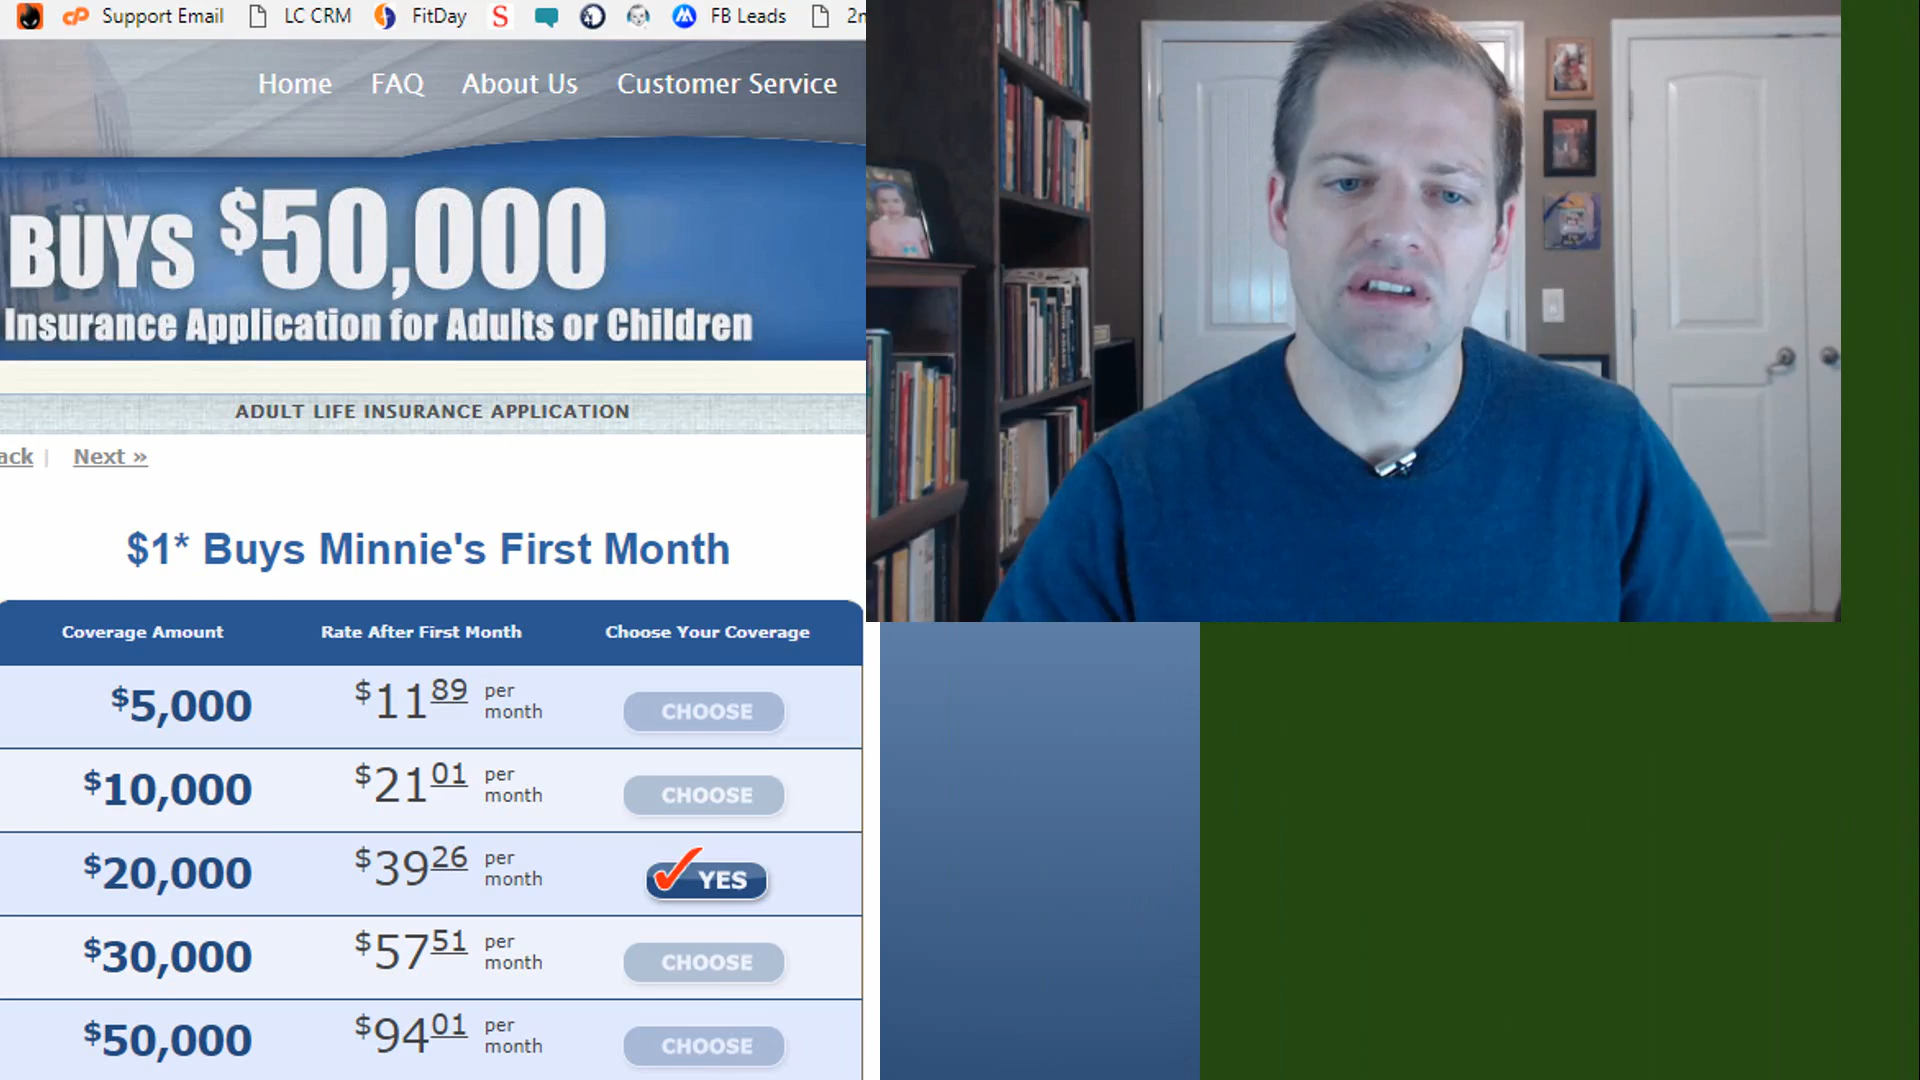 Support Email LC CRM FitDay S FB Leads
Home FAQ About Us Customer Service
BUYS $50,000
Insurance Application for Adults or Children
ADULT LIFE INSURANCE APPLICATION
ack | Next »
$1* Buys Minnie's First Month
Coverage Amount Rate After First Month Choose Your Coverage
$5,000 $11 89 per month CHOOSE
$10,000 $21 01 per month CHOOSE
$20,000 $39 26 per month YES
$30,000 $57 51 per month CHOOSE
$50,000 $94 01 per month CHOOSE